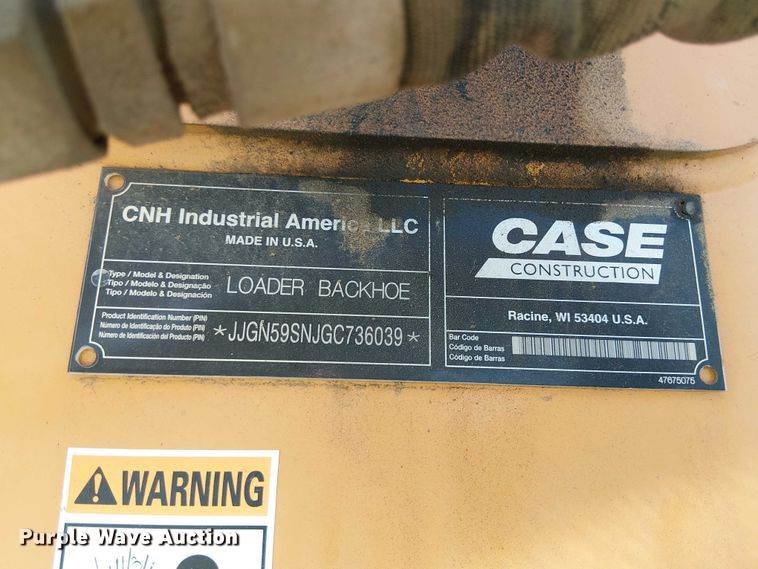 CNH Industrial America LLC
MADE IN U.S.A.
Type / Model & Designation
Tipo / Modelo & Designação
Tipo / Modelo & Designación
LOADER BACKHOE
Product Identification Number (PIN)
Número de Identificação do Produto (PIN)
Número de Identificación del Producto (PIN)
*JJGN59SNJGC736039*
CASE
CONSTRUCTION
Racine, WI 53404 U.S.A.
Bar Code
Código de Barras
Código de Barras
47675075
WARNING
Purple Wave Auction